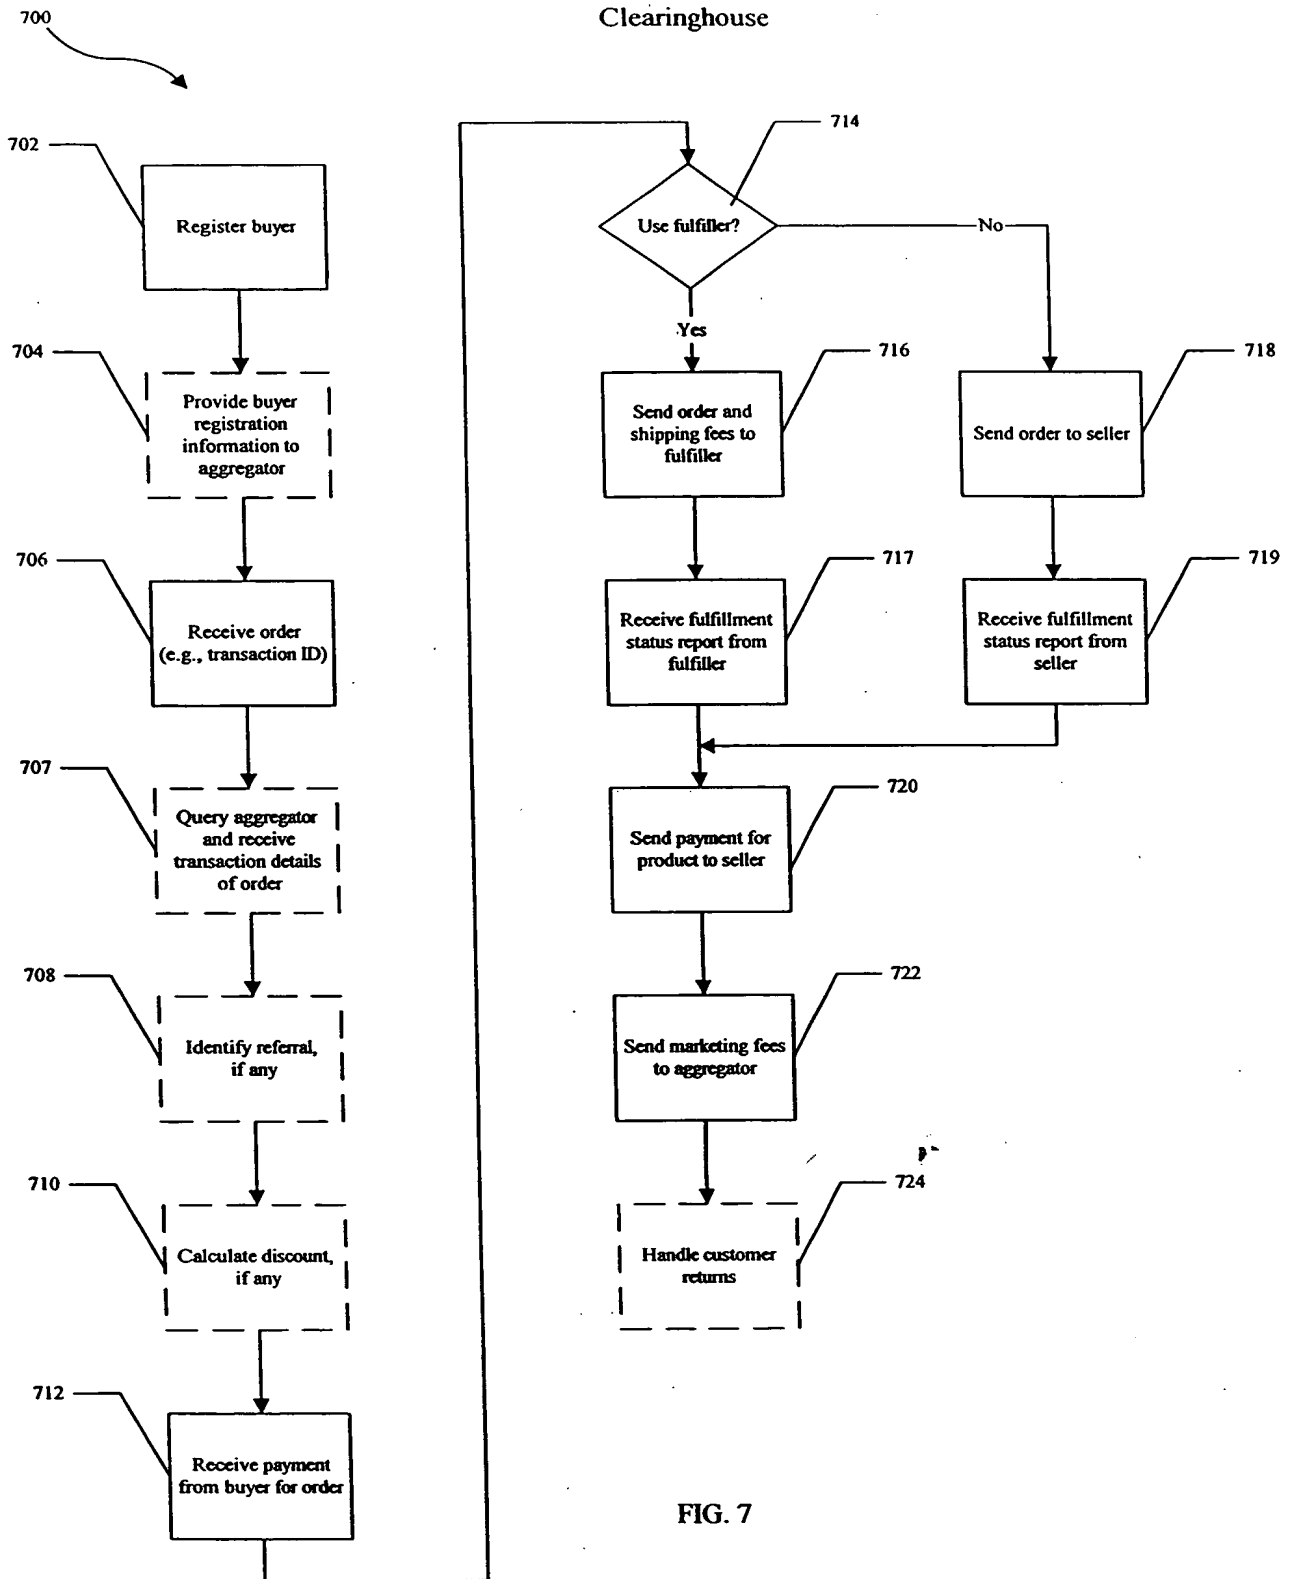 700
Clearinghouse
702
Register buyer
704
Provide buyer
registration
information to
aggregator
706
Receive order
(e.g., transaction ID)
707
Query aggregator
and receive
transaction details
of order
708
Identify referral,
if any
710
Calculate discount,
if any
712
Receive payment
from buyer for order
714
Use fulfiller?
No
Yes
716
Send order and
shipping fees to
fulfiller
718
Send order to seller
717
Receive fulfillment
status report from
fulfiller
719
Receive fulfillment
status report from
seller
720
Send payment for
product to seller
722
Send marketing fees
to aggregator
724
Handle customer
returns
FIG. 7